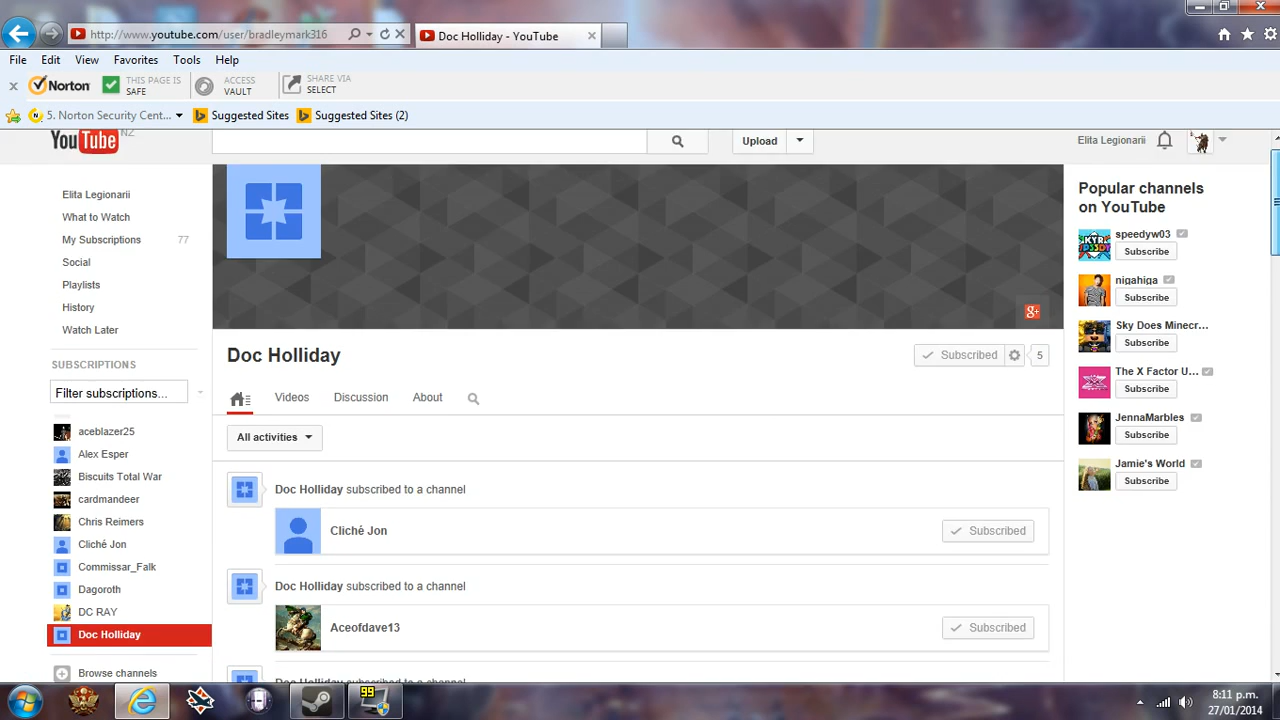 http://www.youtube.com/user/bradleymark316
Doc Holliday - YouTube
File Edit View Favorites Tools Help
Norton
THIS PAGE IS
SAFE
ACCESS
VAULT
SHARE VIA
SELECT
5. Norton Security Cent...
Suggested Sites
Suggested Sites (2)
YouTube NZ
Upload
Elita Legionarii
Elita Legionarii
What to Watch
My Subscriptions 77
Social
Playlists
History
Watch Later
SUBSCRIPTIONS
Filter subscriptions...
aceblazer25
Alex Esper
Biscuits Total War
cardmandeer
Chris Reimers
Cliché Jon
Commissar_Falk
Dagoroth
DC RAY
Doc Holliday
Browse channels
g+
Doc Holliday
Subscribed 5
Videos Discussion About
All activities
Doc Holliday subscribed to a channel
Cliché Jon
Subscribed
Doc Holliday subscribed to a channel
Aceofdave13
Subscribed
Doc Holliday subscribed to a channel
Popular channels
on YouTube
speedyw03
Subscribe
nigahiga
Subscribe
Sky Does Minecr...
Subscribe
The X Factor U...
Subscribe
JennaMarbles
Subscribe
Jamie's World
Subscribe
99
8:11 p.m.
27/01/2014